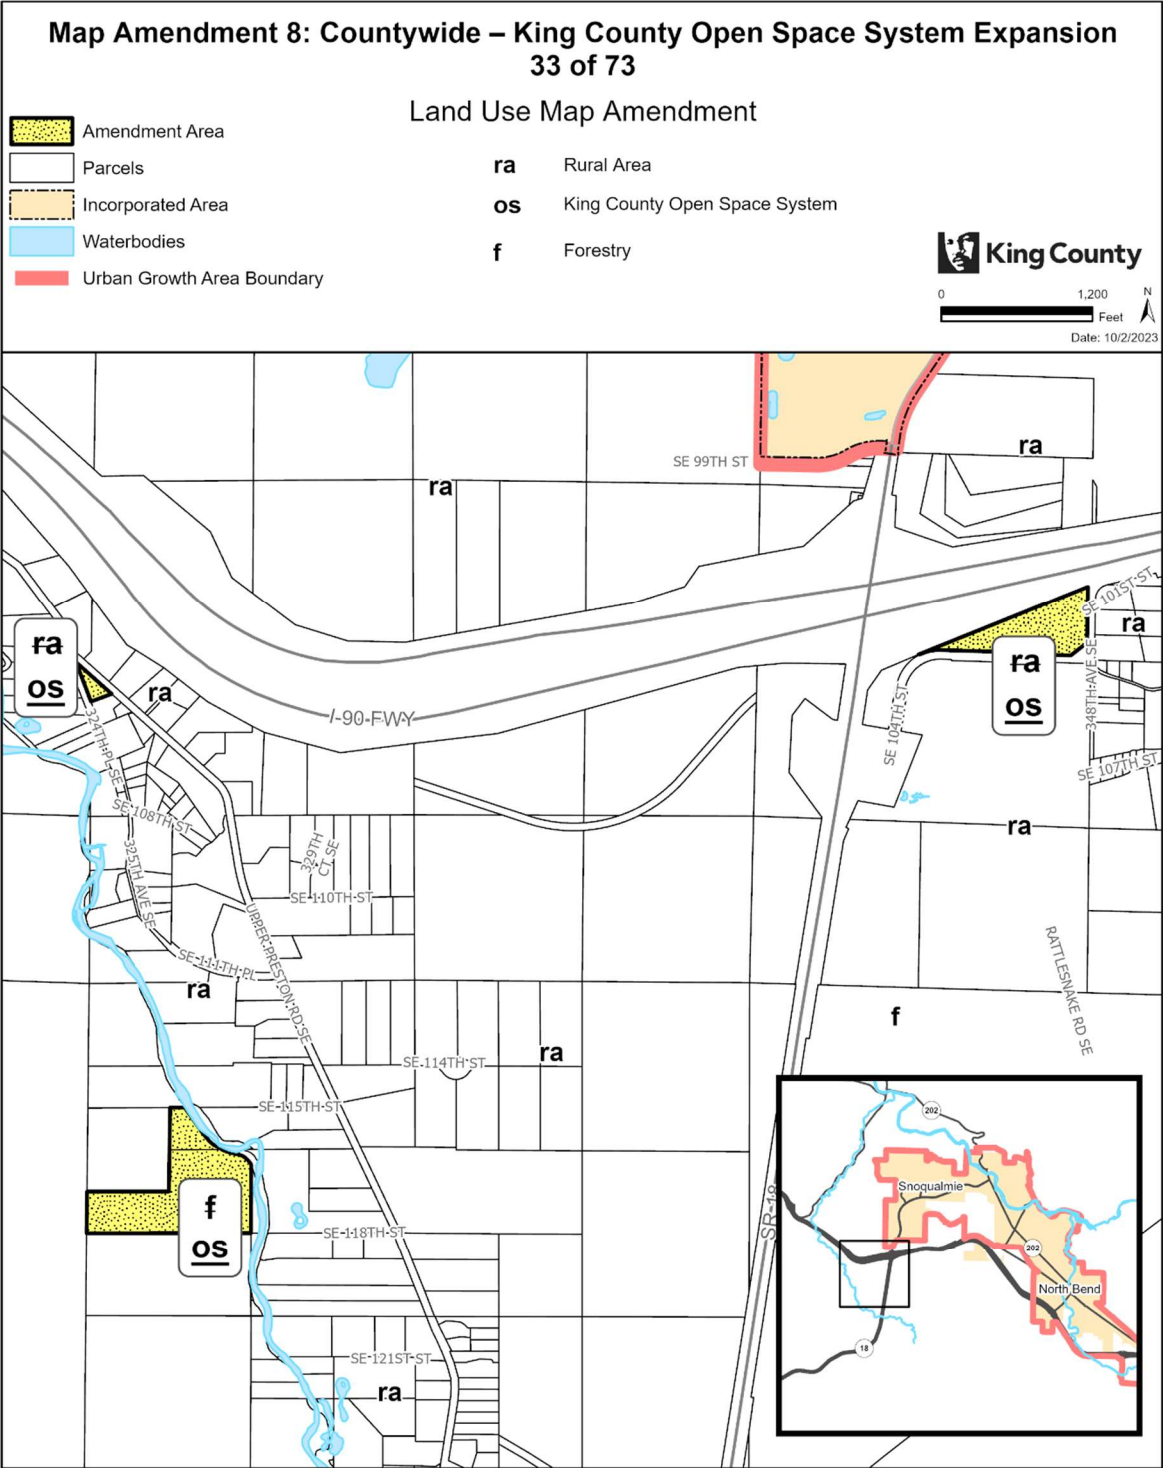 Map Amendment 8: Countywide – King County Open Space System Expansion
33 of 73
Land Use Map Amendment
Amendment Area
Parcels
Incorporated Area
Waterbodies
Urban Growth Area Boundary
ra Rural Area
os King County Open Space System
f Forestry
King County
0 1,200
Feet
N
Date: 10/2/2023
SE 99TH ST
ra
ra
SE 101ST ST
ra
ra
os
ra
ra
os
324TH PL SE
I-90 FWY
SE 104TH ST
348TH AVE SE
SE 107TH ST
SE 108TH ST
ra
325TH AVE SE
329TH
CT SE
SE 110TH ST
UPPER PRESTON RD SE
SE 111TH PL
ra
RATTLESNAKE RD SE
f
ra
SE 114TH ST
SE 115TH ST
f
os
SE 118TH ST
SR-18
SE 121ST ST
ra
202
Snoqualmie
202
North Bend
18